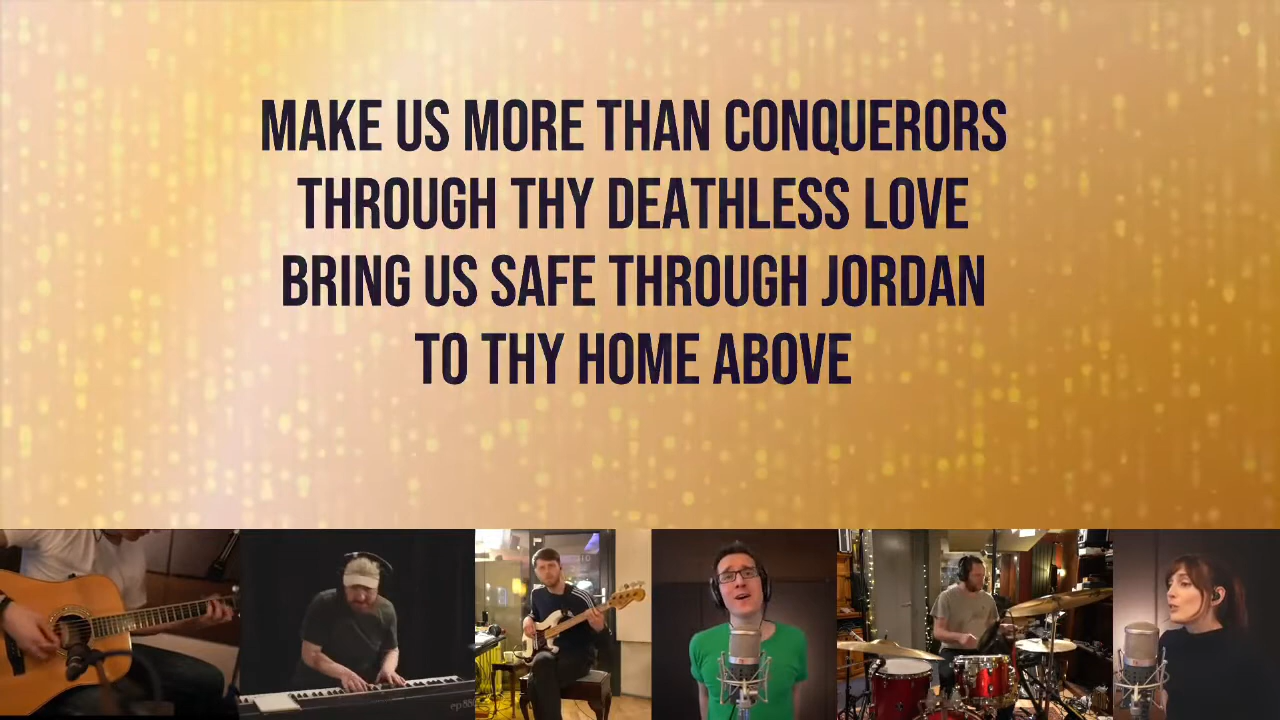 MAKE US MORE THAN CONQUERORS
THROUGH THY DEATHLESS LOVE
BRING US SAFE THROUGH JORDAN
TO THY HOME ABOVE